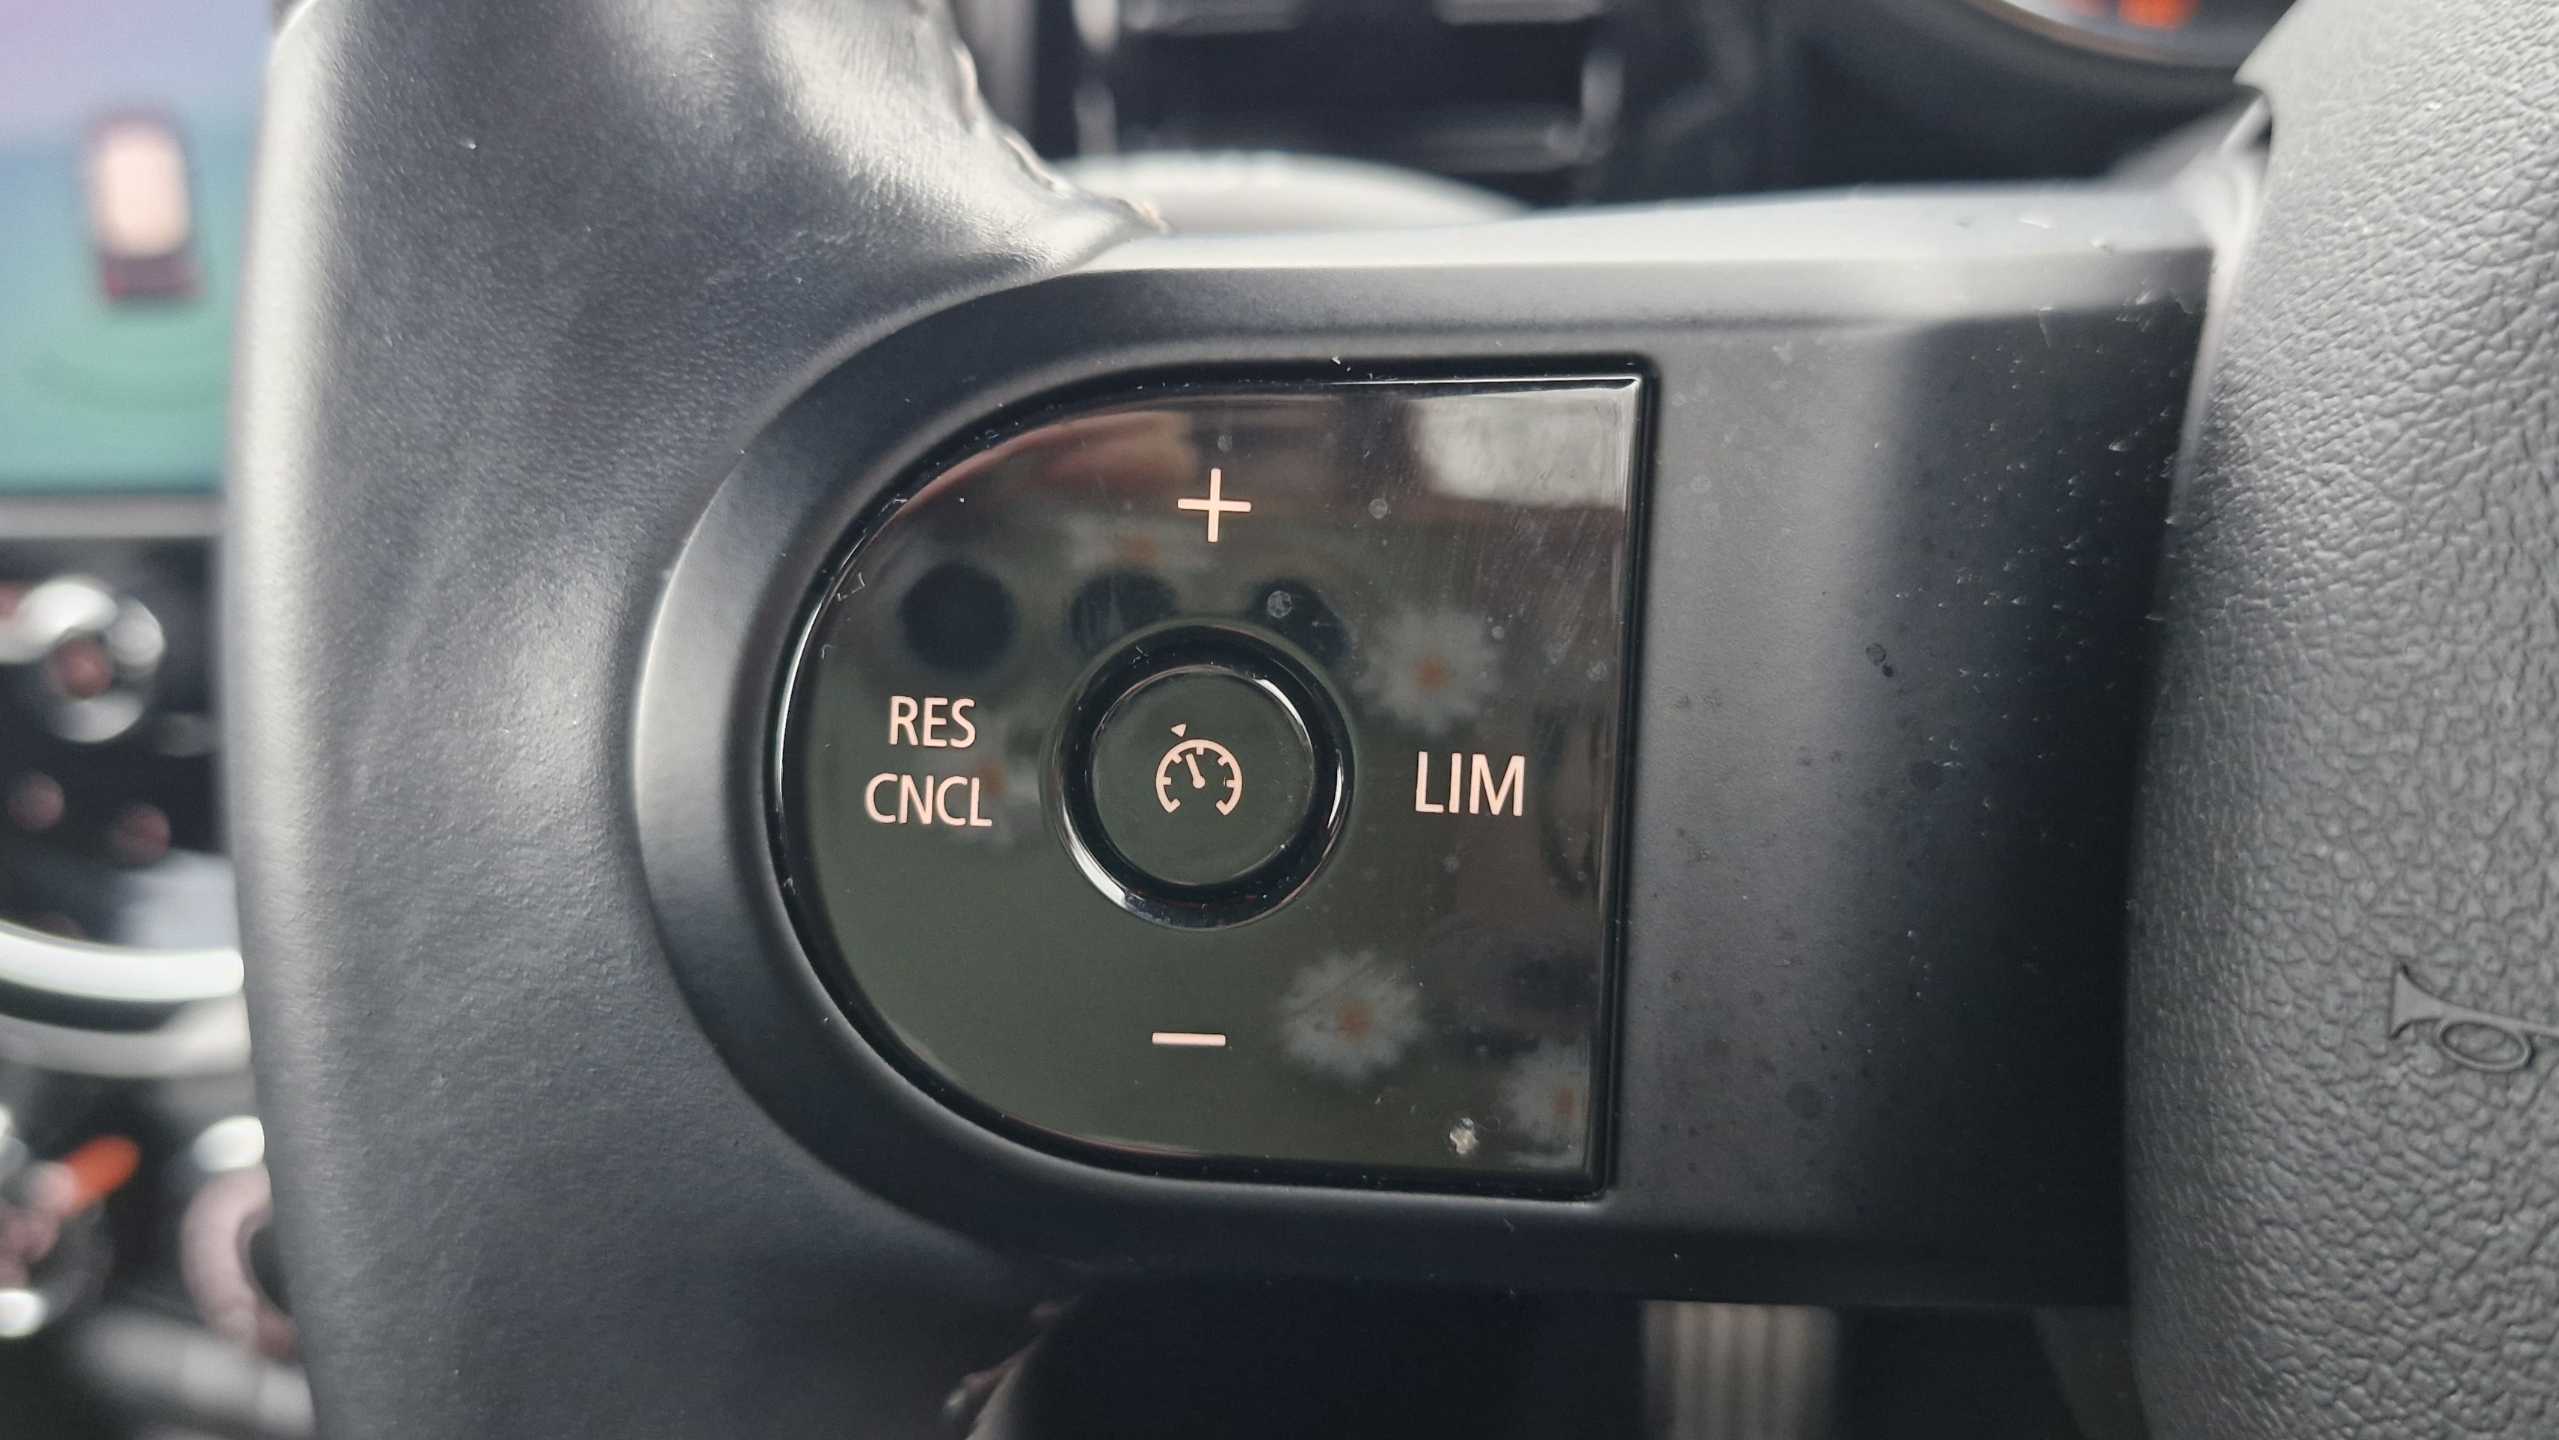 +
RES
CNCL
LIM
−